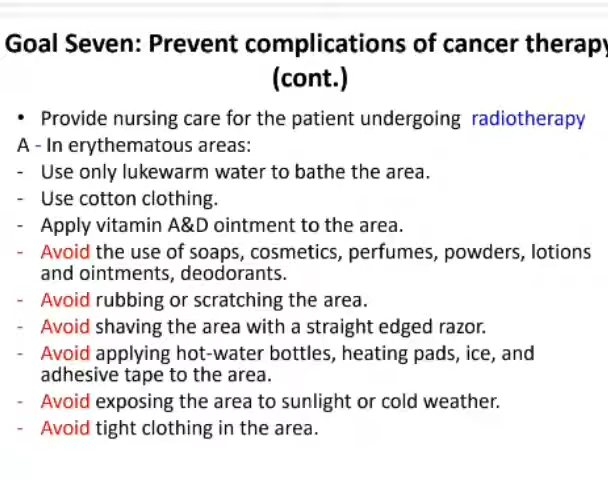 Goal Seven: Prevent complications of cancer therapy
(cont.)
• Provide nursing care for the patient undergoing radiotherapy
A - In erythematous areas:
- Use only lukewarm water to bathe the area.
- Use cotton clothing.
- Apply vitamin A&D ointment to the area.
- Avoid the use of soaps, cosmetics, perfumes, powders, lotions
and ointments, deodorants.
- Avoid rubbing or scratching the area.
- Avoid shaving the area with a straight edged razor.
- Avoid applying hot-water bottles, heating pads, ice, and
adhesive tape to the area.
- Avoid exposing the area to sunlight or cold weather.
- Avoid tight clothing in the area.